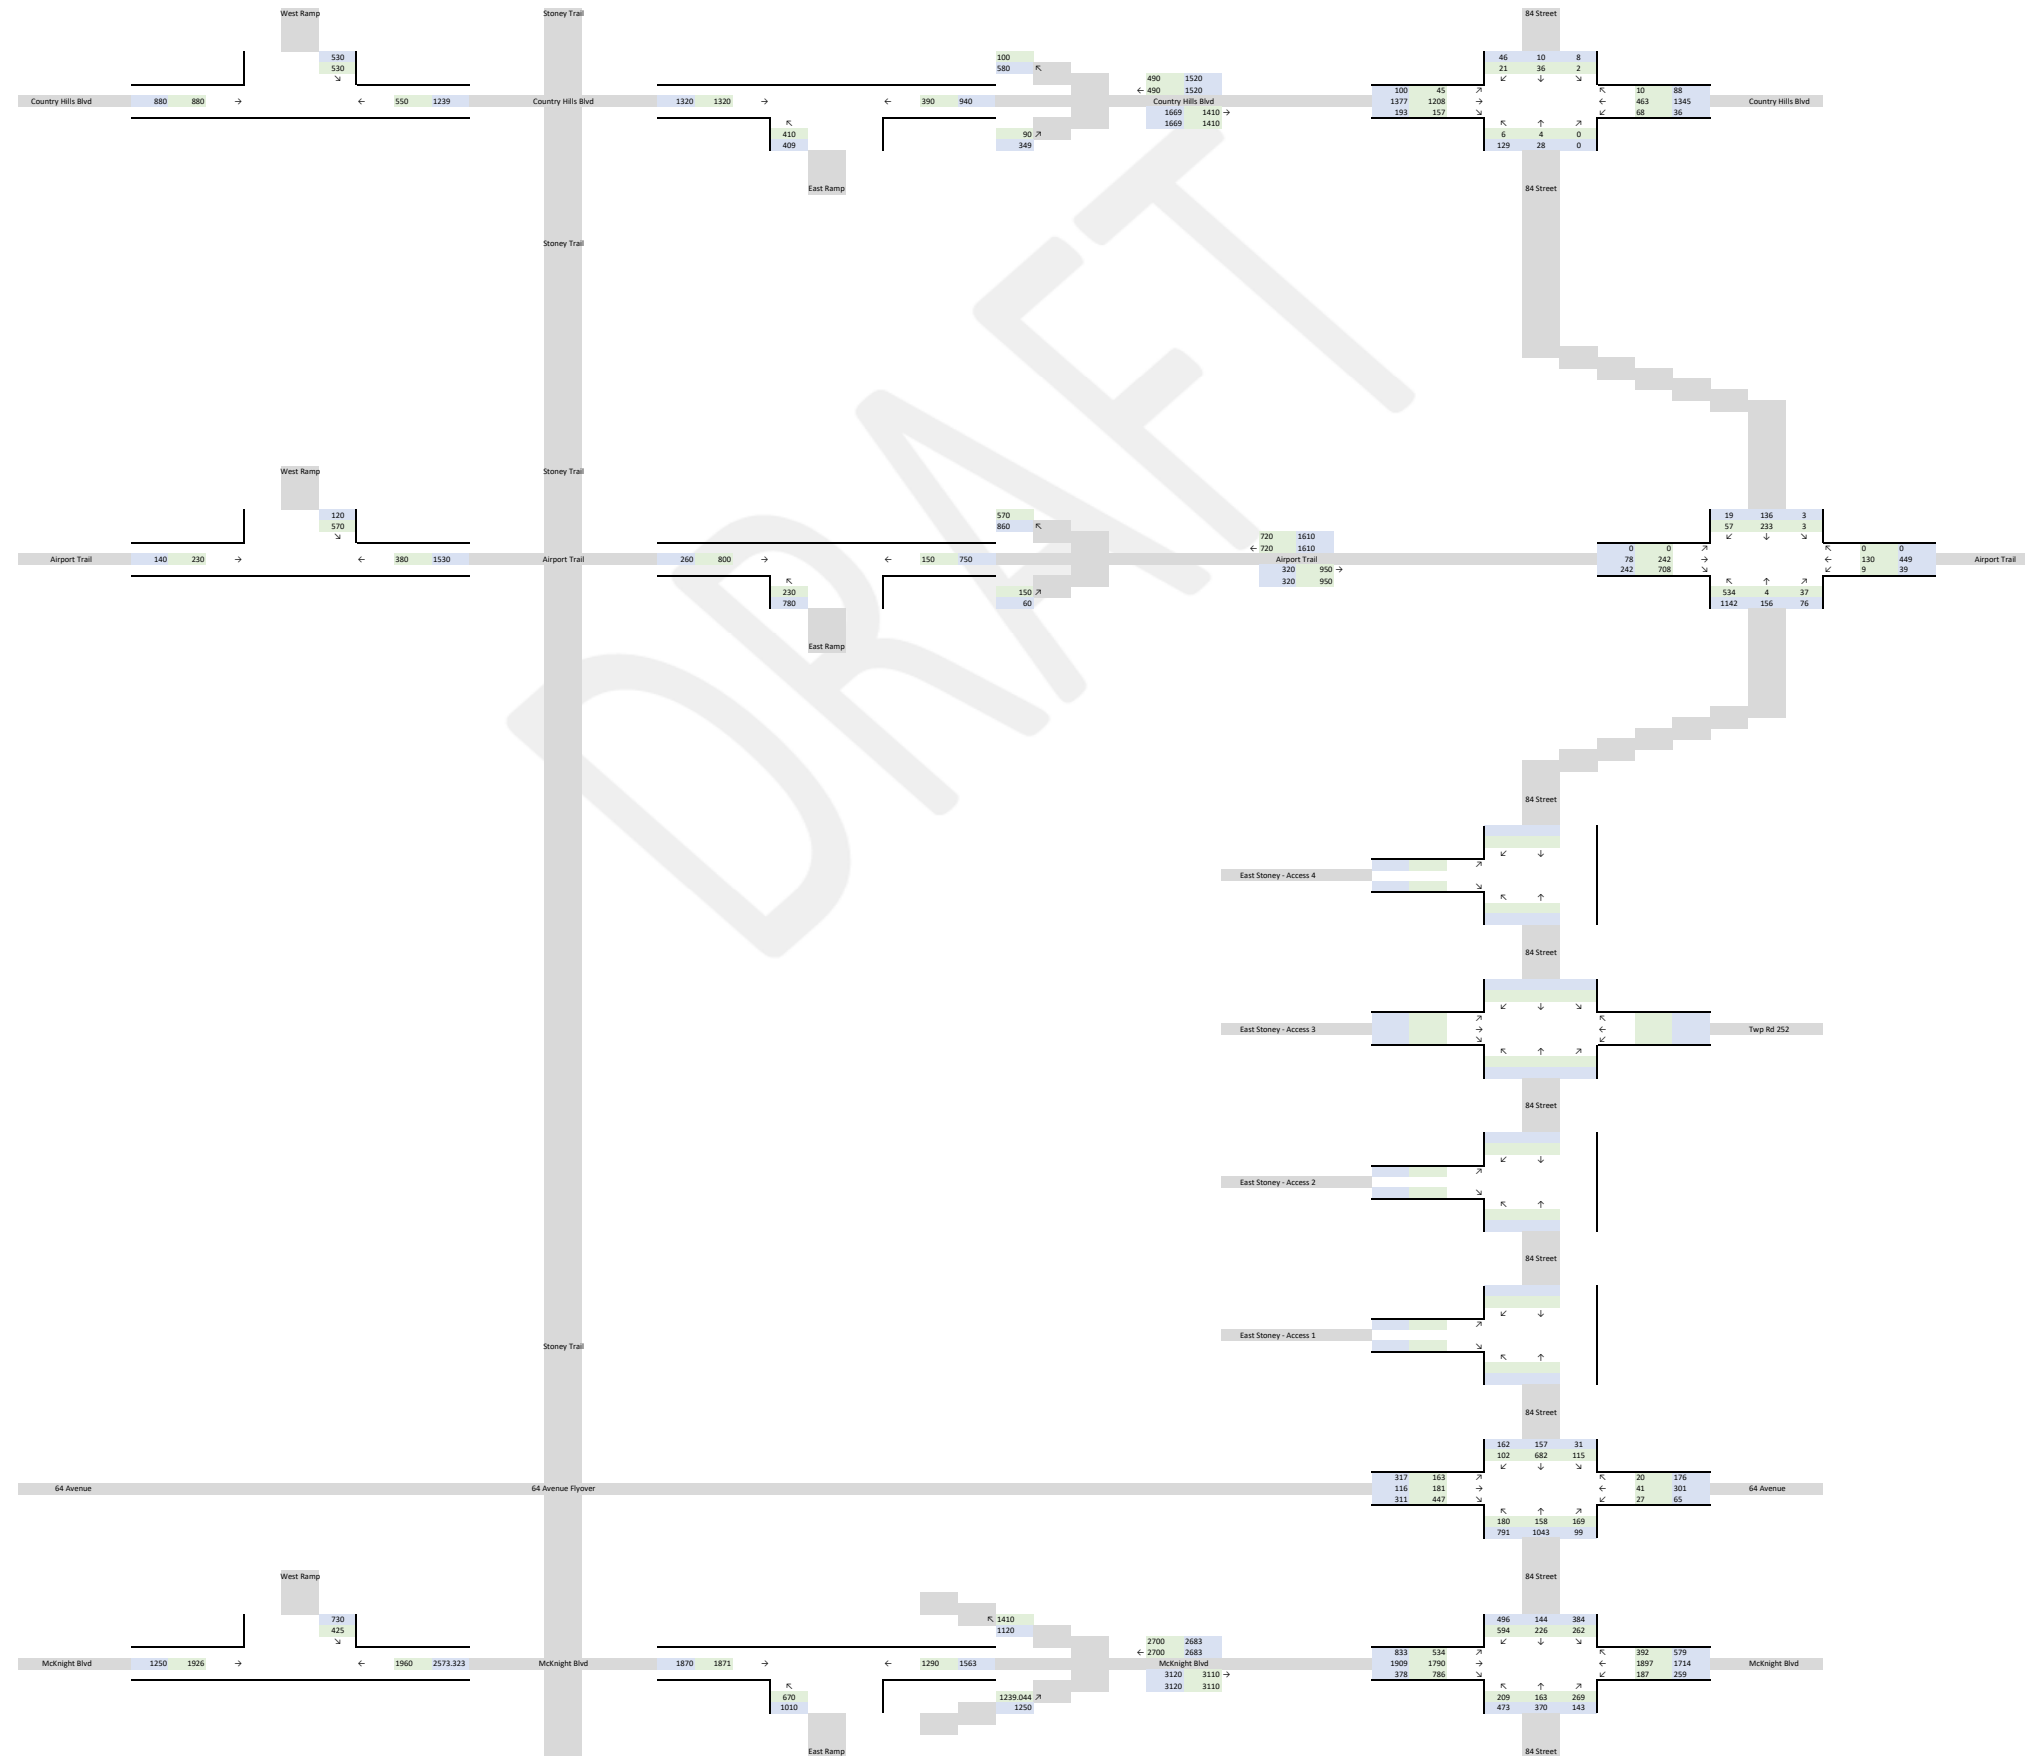 West Ramp Stoney Trail 84 Street
530 100 46 10 8
530 580 ↖ 490 1520 21 36 2
↘ ← 490 1520 ↙ ↓ ↘
Country Hills Blvd 880 880 → ← 550 1239 Country Hills Blvd 1320 1320 → ← 390 940 Country Hills Blvd 100 45 ↗ ↖ 10 88
1669 1410 → 1377 1208 → ← 463 1345 Country Hills Blvd
1669 1410 193 157 ↘ ↙ 68 36
↖ ↖ ↑ ↗
410 90 ↗ 6 4 0
409 349 129 28 0
East Ramp 84 Street
Stoney Trail
DRAFT
West Ramp Stoney Trail
120 570 19 136 3
570 860 ↖ 57 233 3
↘ 720 1610 ↙ ↓ ↘
← 720 1610 0 0 ↗ ↖ 0 0
Airport Trail 140 230 → ← 380 1530 Airport Trail 260 800 → ← 150 750 Airport Trail 78 242 → ← 130 449 Airport Trail
320 950 → 242 708 ↘ ↙ 9 39
320 950
↖ ↖ ↑ ↗
230 150 ↗ 534 4 37
780 60 1142 156 76
East Ramp
84 Street
↙ ↓
↗
East Stoney - Access 4
↘
↖ ↑
84 Street
↙ ↓ ↘
↗ ↖
East Stoney - Access 3 → ← Twp Rd 252
↘ ↙
↖ ↑ ↗
84 Street
↙ ↓
↗
East Stoney - Access 2
↘
↖ ↑
84 Street
↙ ↓
↗
East Stoney - Access 1
↘
Stoney Trail
↖ ↑
84 Street
162 157 31
102 682 115
↙ ↓ ↘
317 163 ↗ ↖ 20 176
64 Avenue 64 Avenue Flyover 116 181 → ← 41 301 64 Avenue
311 447 ↘ ↙ 27 65
↖ ↑ ↗
180 158 169
791 1043 99
West Ramp 84 Street
730 ↖ 1410 496 144 384
425 1120 594 226 262
↘ 2700 2683 ↙ ↓ ↘
← 2700 2683 833 534 ↗ ↖ 392 579
McKnight Blvd 1250 1926 → ← 1960 2573.323 McKnight Blvd 1870 1871 → ← 1290 1563 McKnight Blvd 1909 1790 → ← 1897 1714 McKnight Blvd
3120 3110 → 378 786 ↘ ↙ 187 259
3120 3110
↖ ↖ ↑ ↗
670 1239.044 ↗ 209 163 269
1010 1250 473 370 143
East Ramp 84 Street